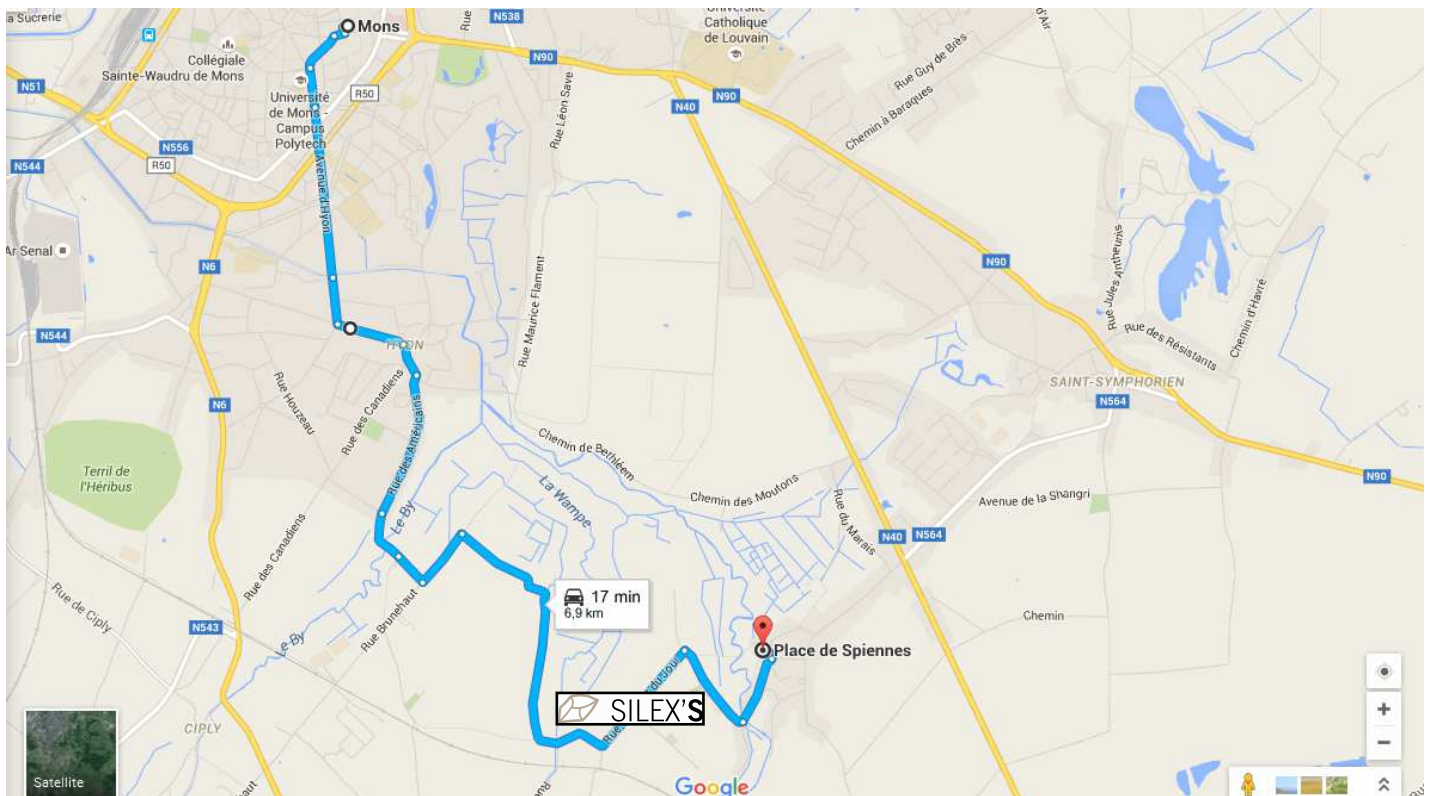 a Sucrerie
N538
Rue
Université
Catholique
de Louvain
d'Air
Mons
Collégiale
Sainte-Waudru de Mons
N51
R50
N90
Université
de Mons -
Campus
Polytech
Rue Léon Save
N40
N90
Rue Guy de Brès
Chemin à Baraques
N556
R50
N544
Avenue d'Hyon
Ar Senal
N6
Rue Maurice Flament
N90
Rue Jules Antheunis
Chemin d'Havré
Rue des Résistants
N544
SAINT-SYMPHORIEN
N564
Rue Houzeau
Rue des Canadiens
N6
Rue des Américains
Chemin de Bethléem
Terril de
l'Héribus
La Wampe
Chemin des Moutons
Rue du Marais
Avenue de la Shangri
N90
Le By
N40
N564
Rue des Canadiens
17 min
6,9 km
Rue de Ciply
Rue Brunehaut
Chemin
N543
Le By
Place de Spiennes
du Jour
SILEX'S
CIPLY
Satellite
Google